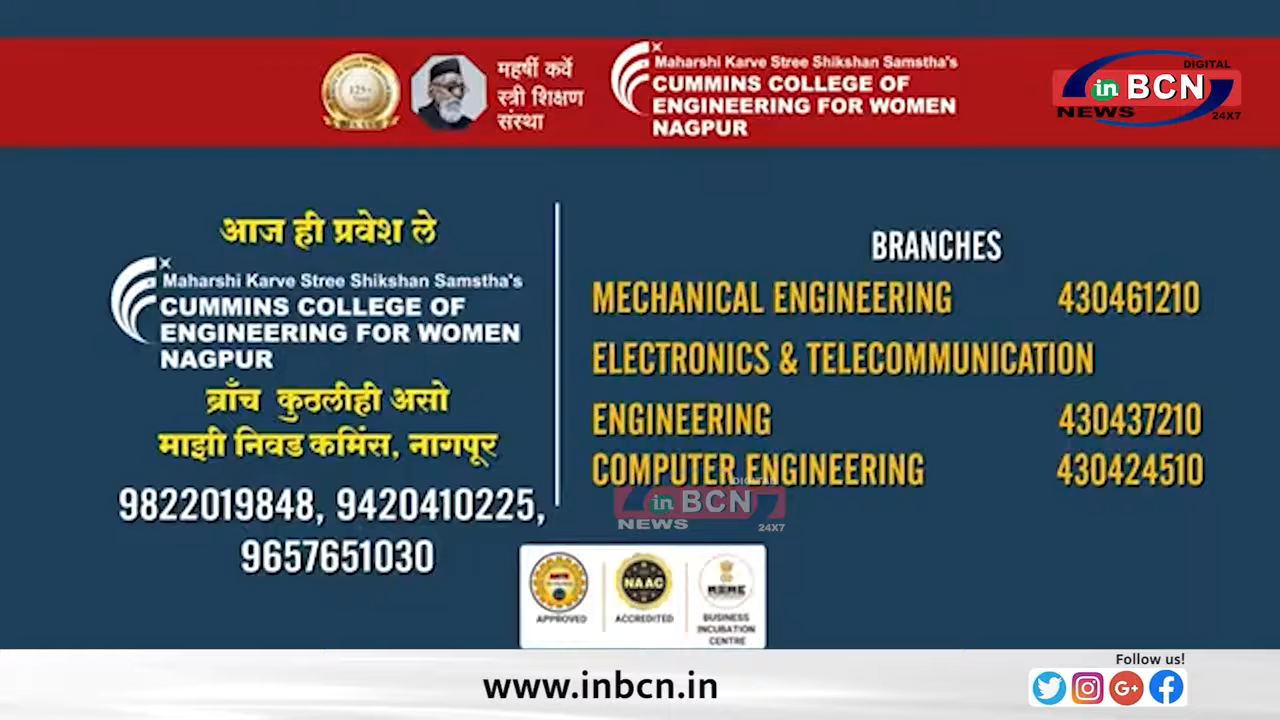 125+
महर्षी कर्वे
स्त्री शिक्षण
संस्था
Maharshi Karve Stree Shikshan Samstha's
CUMMINS COLLEGE OF
ENGINEERING FOR WOMEN
NAGPUR
DIGITAL
in BCN
NEWS 24X7
आज ही प्रवेश ले
Maharshi Karve Stree Shikshan Samstha's
CUMMINS COLLEGE OF
ENGINEERING FOR WOMEN
NAGPUR
ब्राँच कुठलीही असो
माझी निवड कमिंस, नागपूर
9822019848, 9420410225,
9657651030
BRANCHES
MECHANICAL ENGINEERING 430461210
ELECTRONICS & TELECOMMUNICATION
ENGINEERING 430437210
COMPUTER ENGINEERING 430424510
DIGITAL
in BCN
NEWS 24X7
APPROVED
NAAC
ACCREDITED
BUSINESS
INCUBATION
CENTRE
www.inbcn.in
Follow us!
G+